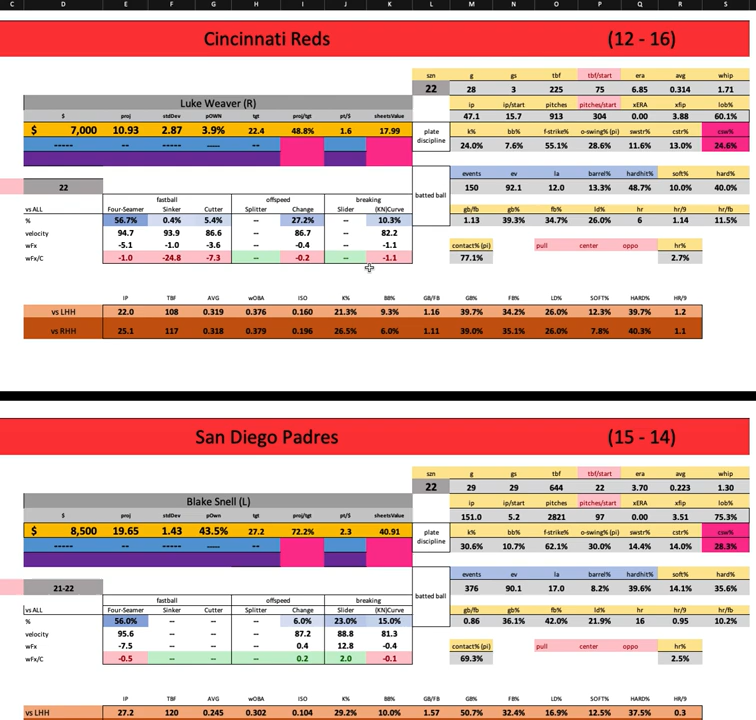 C D E F G H I J K L M N O P Q R S
Cincinnati Reds (12 - 16)
szn g gs tbf tbf/start era avg whip
22 28 3 225 75 6.85 0.314 1.71
Luke Weaver (R) ip ip/start pitches pitches/start xERA xfip lob%
47.1 15.7 913 304 0.00 3.88 60.1%
$ proj stdDev pOWN tgt proj/tgt pt/$ sheetsValue
$ 7,000 10.93 2.87 3.9% 22.4 48.8% 1.6 17.99
plate discipline k% bb% f-strike% o-swing% (pi) swstr% cstr% csw%
----- -- -- ---- -- 24.0% 7.6% 55.1% 28.6% 11.6% 13.0% 24.6%
batted ball events ev la barrel% hardhit% soft% hard%
22 150 92.1 12.0 13.3% 48.7% 10.0% 40.0%
fastball offspeed breaking gb/fb gb% fb% ld% hr hr/9 hr/fb
vs ALL Four-Seamer Sinker Cutter Splitter Change Slider (KN)Curve 1.13 39.3% 34.7% 26.0% 6 1.14 11.5%
% 56.7% 0.4% 5.4% -- 27.2% -- 10.3%
velocity 94.7 93.9 86.6 -- 86.7 -- 82.2 contact% (pi) pull center oppo hr%
wFx -5.1 -1.0 -3.6 -- -0.4 -- -1.1 77.1% 2.7%
wFx/C -1.0 -24.8 -7.3 -- -0.2 -- -1.1
IP TBF AVG wOBA ISO K% BB% GB/FB GB% FB% LD% SOFT% HARD% HR/9
vs LHH 22.0 108 0.319 0.376 0.160 21.3% 9.3% 1.16 39.7% 34.2% 26.0% 12.3% 39.7% 1.2
vs RHH 25.1 117 0.318 0.379 0.196 26.5% 6.0% 1.11 39.0% 35.1% 26.0% 7.8% 40.3% 1.1
San Diego Padres (15 - 14)
szn g gs tbf tbf/start era avg whip
22 29 29 644 22 3.70 0.223 1.30
Blake Snell (L) ip ip/start pitches pitches/start xERA xfip lob%
151.0 5.2 2821 97 0.00 3.51 75.3%
$ proj stdDev pOwn tgt proj/tgt pt/$ sheetsValue
$ 8,500 19.65 1.43 43.5% 27.2 72.2% 2.3 40.91
plate discipline k% bb% f-strike% o-swing% (pi) swstr% cstr% csw%
----- -- -- ---- -- 30.6% 10.7% 62.1% 30.0% 14.4% 14.0% 28.3%
batted ball events ev la barrel% hardhit% soft% hard%
21-22 376 90.1 17.0 8.2% 39.6% 14.1% 35.6%
fastball offspeed breaking gb/fb gb% fb% ld% hr hr/9 hr/fb
vs ALL Four-Seamer Sinker Cutter Splitter Change Slider (KN)Curve 0.86 36.1% 42.0% 21.9% 16 0.95 10.2%
% 56.0% -- -- -- 6.0% 23.0% 15.0%
velocity 95.6 -- -- -- 87.2 88.8 81.3 contact% (pi) pull center oppo hr%
wFx -7.5 -- -- -- 0.4 12.8 -0.4 69.3% 2.5%
wFx/C -0.5 -- -- -- 0.2 2.0 -0.1
IP TBF AVG wOBA ISO K% BB% GB/FB GB% FB% LD% SOFT% HARD% HR/9
vs LHH 27.2 120 0.245 0.302 0.104 29.2% 10.0% 1.57 50.7% 32.4% 16.9% 12.5% 37.5% 0.3